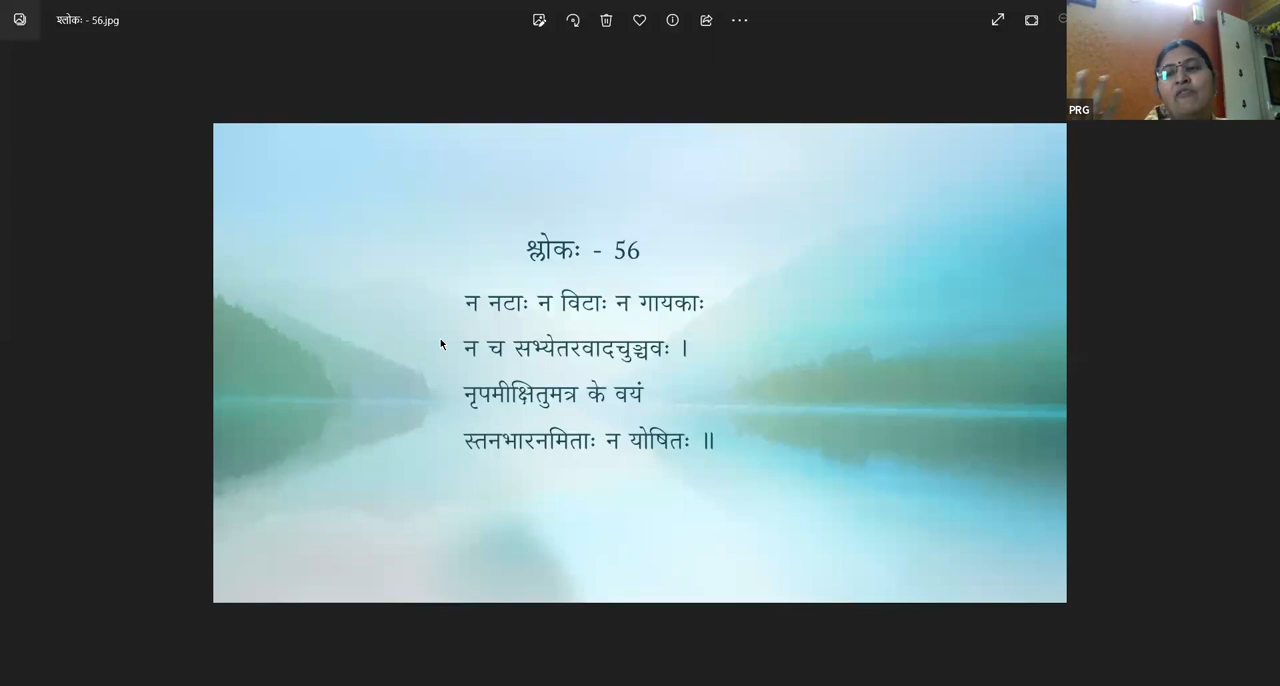 श्लोकः - 56.jpg
PRG
श्लोकः - 56
न नटाः न विटाः न गायकाः
न च सभ्येतरवादचुञ्चवः ।
नृपमीक्षितुमत्र के वयं
स्तनभारनमिताः न योषितः ॥